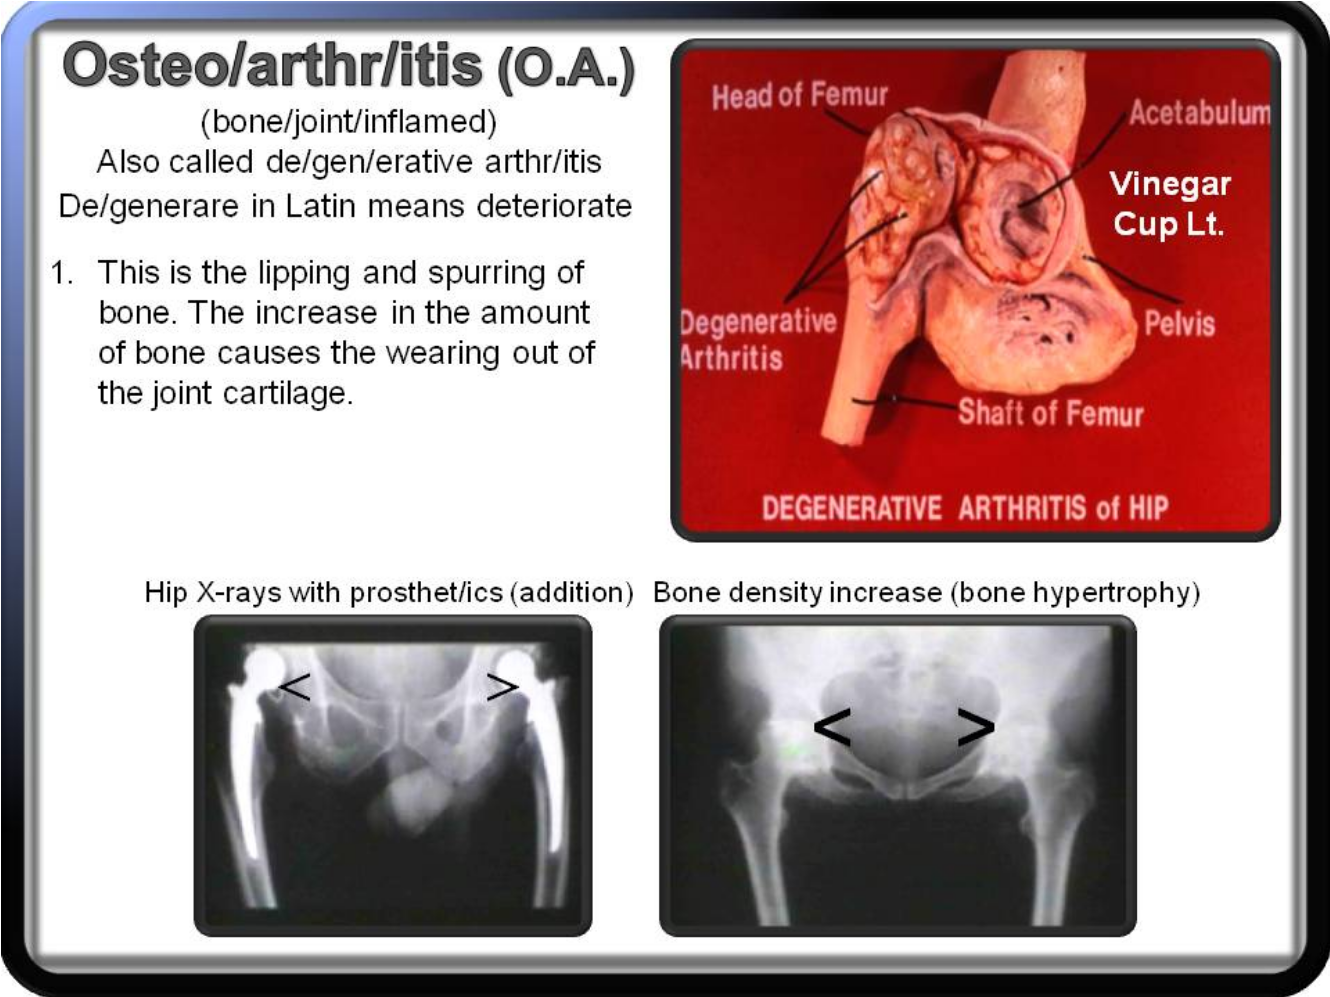 Osteo/arthr/itis (O.A.)
(bone/joint/inflamed)
Also called de/gen/erative arthr/itis
De/generare in Latin means deteriorate
1. This is the lipping and spurring of
bone. The increase in the amount
of bone causes the wearing out of
the joint cartilage.
Head of Femur
Acetabulum
Vinegar
Cup Lt.
Degenerative
Arthritis
Pelvis
Shaft of Femur
DEGENERATIVE ARTHRITIS of HIP
Hip X-rays with prosthet/ics (addition)
Bone density increase (bone hypertrophy)
< >
< >